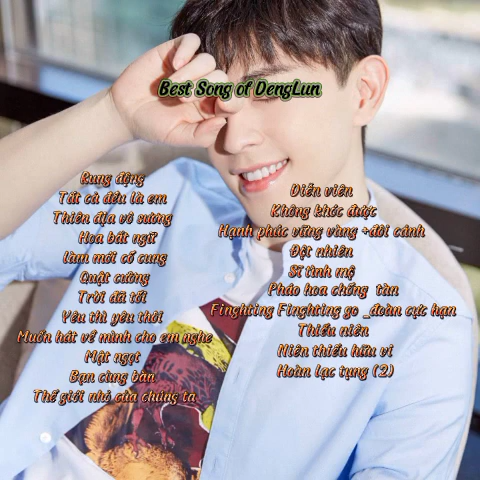 Best Song of DengLun
Rung động
Tất cả đều là em
Thiên địa vô sương
Hoa bất ngữ
làm mới cố cung
Quật cường
Trời đã tối
Yêu thì yêu thôi
Muốn hát về mình cho em nghe
Mật ngọt
Bạn cùng bàn
Thế giới nhỏ của chúng ta
Diễn viên
Không khóc được
Hạnh phúc vững vàng +đôi cánh
Đột nhiên
Si tình mộ
Pháo hoa chống tàn
Finghting Finghting go _đoàn cực hạn
Thiếu niên
Niên thiếu hữu vi
Hoàn lạc tụng (2)